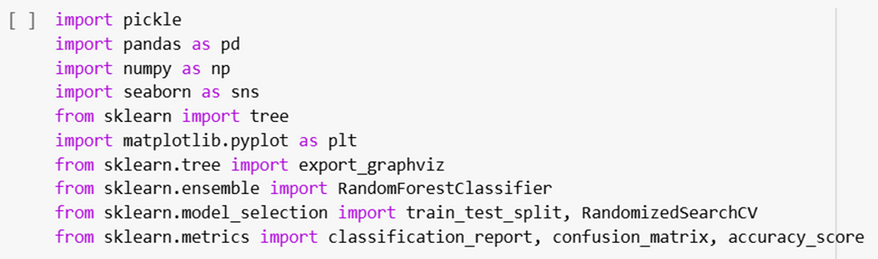 [ ] import pickle
import pandas as pd
import numpy as np
import seaborn as sns
from sklearn import tree
import matplotlib.pyplot as plt
from sklearn.tree import export_graphviz
from sklearn.ensemble import RandomForestClassifier
from sklearn.model_selection import train_test_split, RandomizedSearchCV
from sklearn.metrics import classification_report, confusion_matrix, accuracy_score